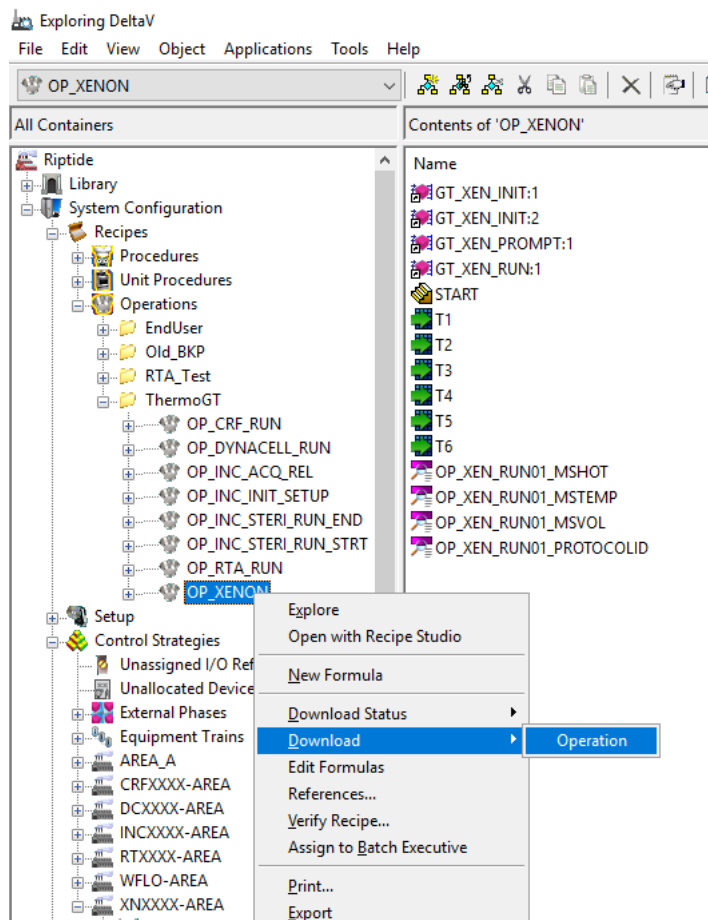 Exploring DeltaV
File Edit View Object Applications Tools Help
OP_XENON
All Containers
Contents of 'OP_XENON'
Riptide
Library
System Configuration
Recipes
Procedures
Unit Procedures
Operations
EndUser
Old_BKP
RTA_Test
ThermoGT
OP_CRF_RUN
OP_DYNACELL_RUN
OP_INC_ACQ_REL
OP_INC_INIT_SETUP
OP_INC_STERI_RUN_END
OP_INC_STERI_RUN_STRT
OP_RTA_RUN
OP_XENON
Setup
Control Strategies
Unassigned I/O Ref
Unallocated Device
External Phases
Equipment Trains
AREA_A
CRFXXXX-AREA
DCXXXX-AREA
INCXXXX-AREA
RTXXXX-AREA
WFLO-AREA
XNXXXX-AREA
Name
GT_XEN_INIT:1
GT_XEN_INIT:2
GT_XEN_PROMPT:1
GT_XEN_RUN:1
START
T1
T2
T3
T4
T5
T6
OP_XEN_RUN01_MSHOT
OP_XEN_RUN01_MSTEMP
OP_XEN_RUN01_MSVOL
OP_XEN_RUN01_PROTOCOLID
Explore
Open with Recipe Studio
New Formula
Download Status
Download
Operation
Edit Formulas
References...
Verify Recipe...
Assign to Batch Executive
Print...
Export